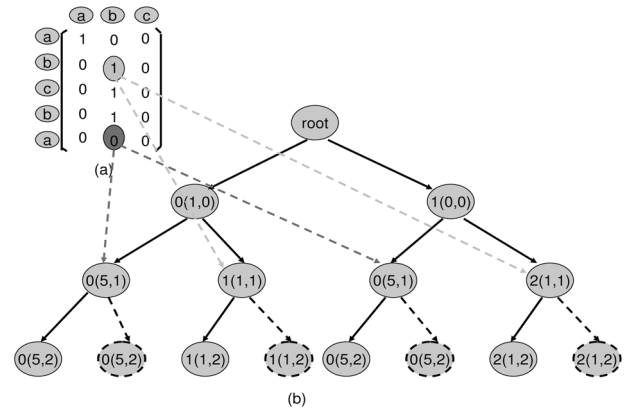 a b c
a 1 0 0
b 0 1 0
c 0 1 0
b 0 1 0
a 0 0 0
(a)
root
0(1,0) 1(0,0)
0(5,1) 1(1,1) 0(5,1) 2(1,1)
0(5,2) 0(5,2) 1(1,2) 1(1,2) 0(5,2) 0(5,2) 2(1,2) 2(1,2)
(b)